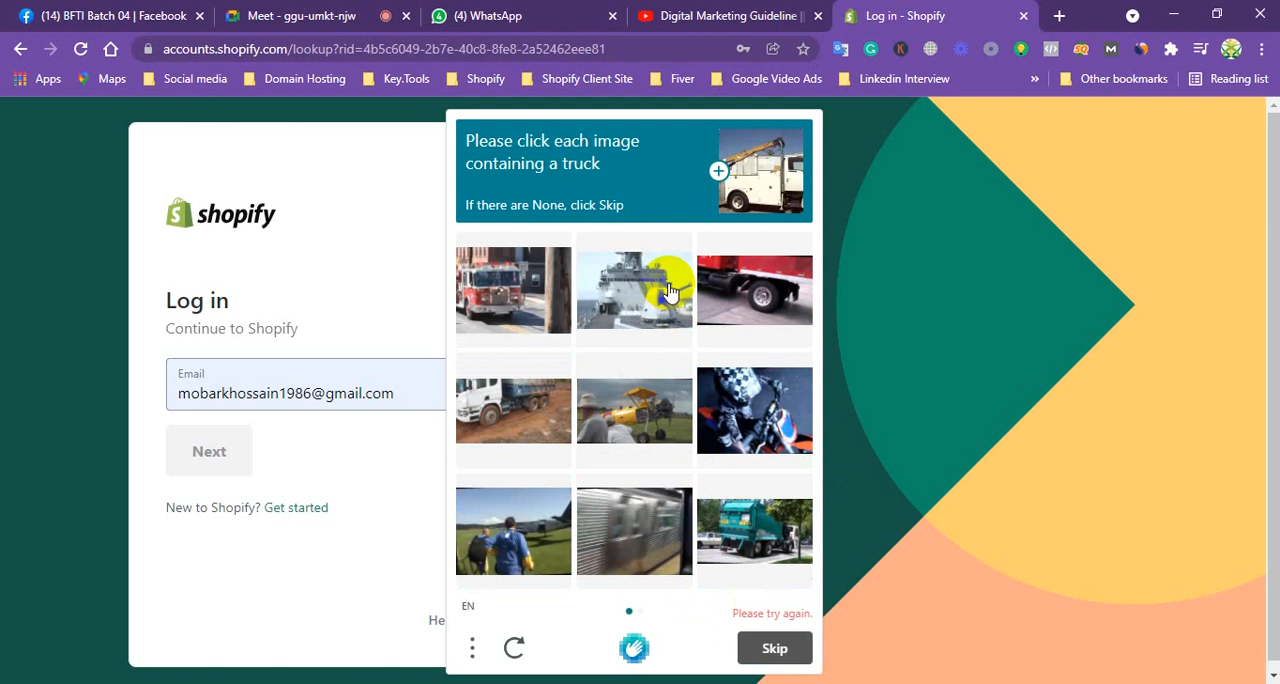 (14) BFTI Batch 04 | Facebook
Meet - ggu-umkt-njw
(4) WhatsApp
Digital Marketing Guideline |
Log in - Shopify
accounts.shopify.com/lookup?rid=4b5c6049-2b7e-40c8-8fe8-2a52462eee81
Apps
Maps
Social media
Domain Hosting
Key.Tools
Shopify
Shopify Client Site
Fiver
Google Video Ads
Linkedin Interview
»
Other bookmarks
Reading list
shopify
Log in
Continue to Shopify
Email
mobarkhossain1986@gmail.com
Next
New to Shopify? Get started
He
Please click each image
containing a truck
If there are None, click Skip
EN
Please try again.
Skip